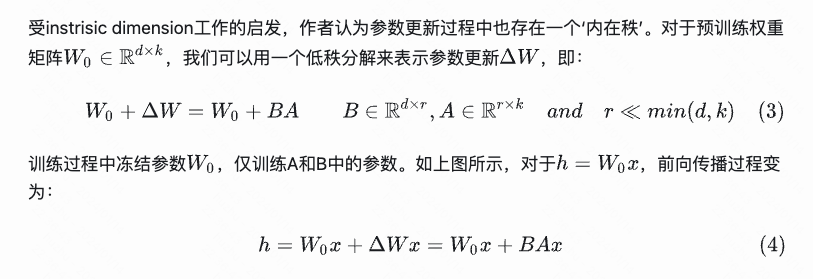 受instrisic dimension工作的启发，作者认为参数更新过程中也存在一个‘内在秩’。对于预训练权重
矩阵$W_0 \in \mathbb{R}^{d \times k}$，我们可以用一个低秩分解来表示参数更新$\Delta W$，即：
$W_0 + \Delta W = W_0 + BA \quad B \in \mathbb{R}^{d \times r}, A \in \mathbb{R}^{r \times k} \quad and \quad r \ll min(d, k) \quad (3)$
训练过程中冻结参数$W_0$，仅训练A和B中的参数。如上图所示，对于$h = W_0 x$，前向传播过程变
为：
$h = W_0 x + \Delta W x = W_0 x + BAx \quad (4)$